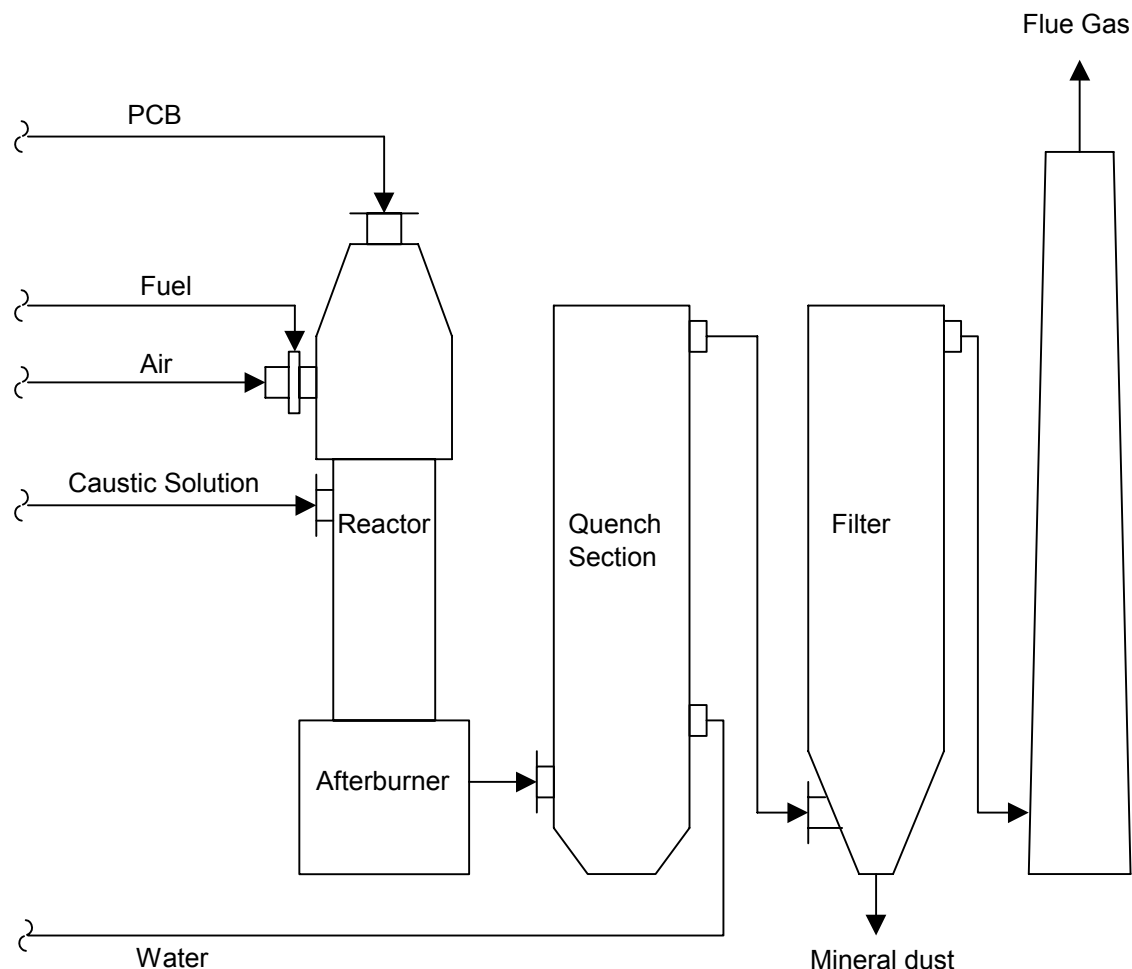 Flue Gas
PCB
Fuel
Air
Caustic Solution
Reactor
Quench
Section
Filter
Afterburner
Water
Mineral dust